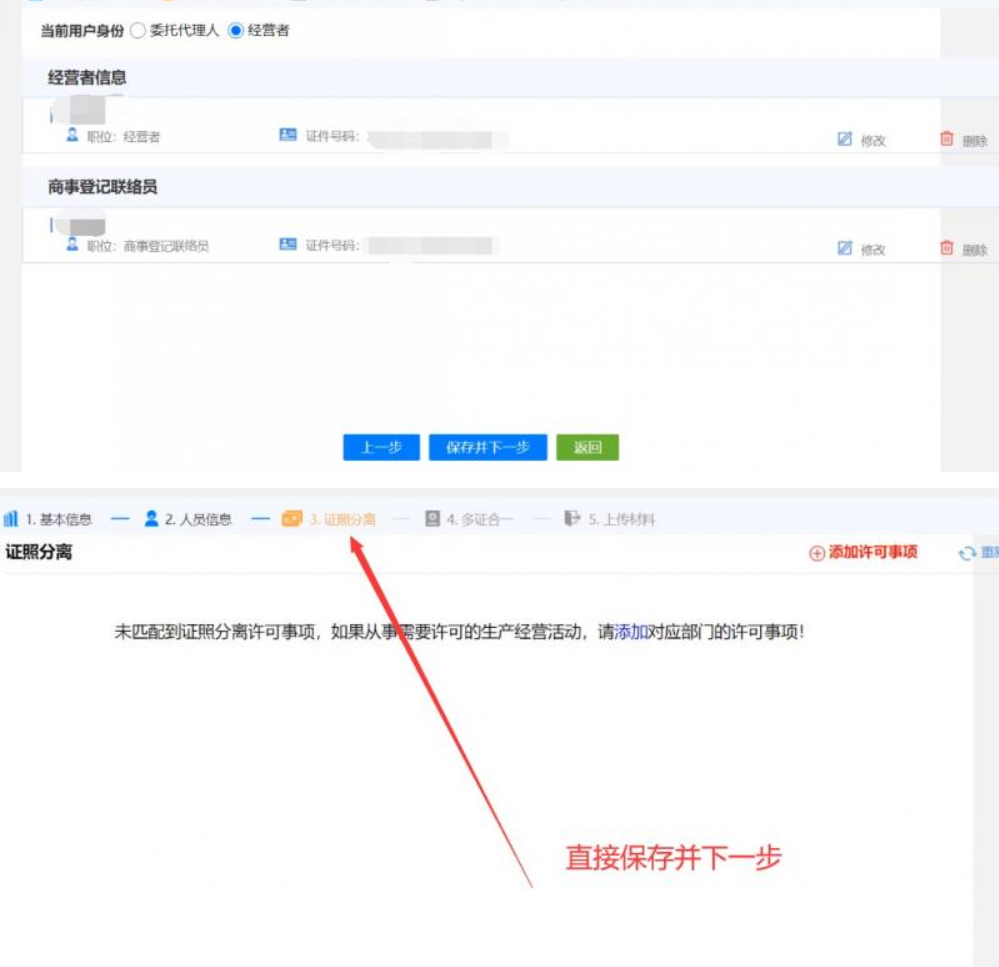 当前用户身份 委托代理人 经营者
经营者信息
职位：经营者 证件号码： 修改 删除
商事登记联络员
职位：商事登记联络员 证件号码： 修改 删除
上一步 保存并下一步 返回
1. 基本信息 — 2. 人员信息 — 3. 证照分离 — 4. 多证合一 — 5. 上传材料
证照分离 添加许可事项
未匹配到证照分离许可事项，如果从事需要许可的生产经营活动，请添加对应部门的许可事项！
直接保存并下一步